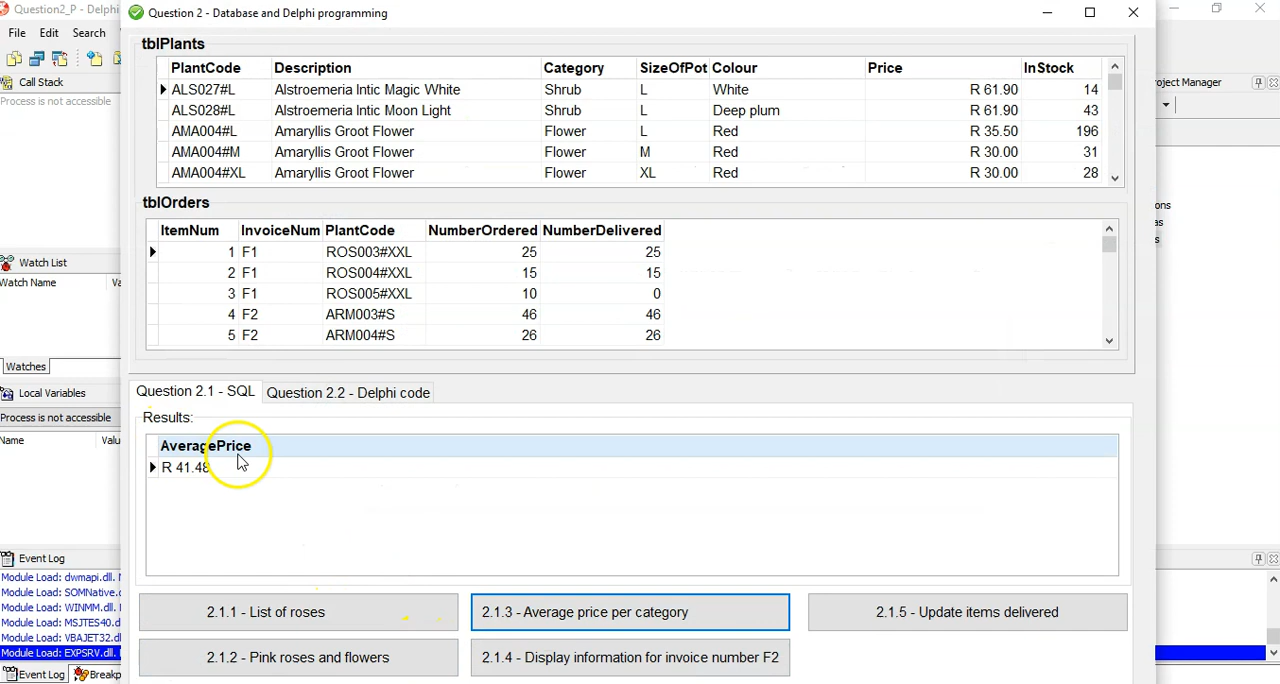 Question2_P - Delphi
Question 2 - Database and Delphi programming
File Edit Search
Call Stack
Process is not accessible
Watch List
Watch Name Va
Watches
Local Variables
Process is not accessible
Name Valu
Event Log
Module Load: dwmapi.dll.
Module Load: SOMNative.d
Module Load: WINMM.dll.
Module Load: MSJTES40.d
Module Load: VBAJET32.d
Module Load: EXPSRV.dll.
Event Log Breakp
tblPlants
PlantCode Description Category SizeOfPot Colour Price InStock
ALS027#L Alstroemeria Intic Magic White Shrub L White R 61.90 14
ALS028#L Alstroemeria Intic Moon Light Shrub L Deep plum R 61.90 43
AMA004#L Amaryllis Groot Flower Flower L Red R 35.50 196
AMA004#M Amaryllis Groot Flower Flower M Red R 30.00 31
AMA004#XL Amaryllis Groot Flower Flower XL Red R 30.00 28
tblOrders
ItemNum InvoiceNum PlantCode NumberOrdered NumberDelivered
1 F1 ROS003#XXL 25 25
2 F1 ROS004#XXL 15 15
3 F1 ROS005#XXL 10 0
4 F2 ARM003#S 46 46
5 F2 ARM004#S 26 26
Question 2.1 - SQL Question 2.2 - Delphi code
Results:
AveragePrice
R 41.48
2.1.1 - List of roses 2.1.3 - Average price per category 2.1.5 - Update items delivered
2.1.2 - Pink roses and flowers 2.1.4 - Display information for invoice number F2
roject Manager
ons
as
s